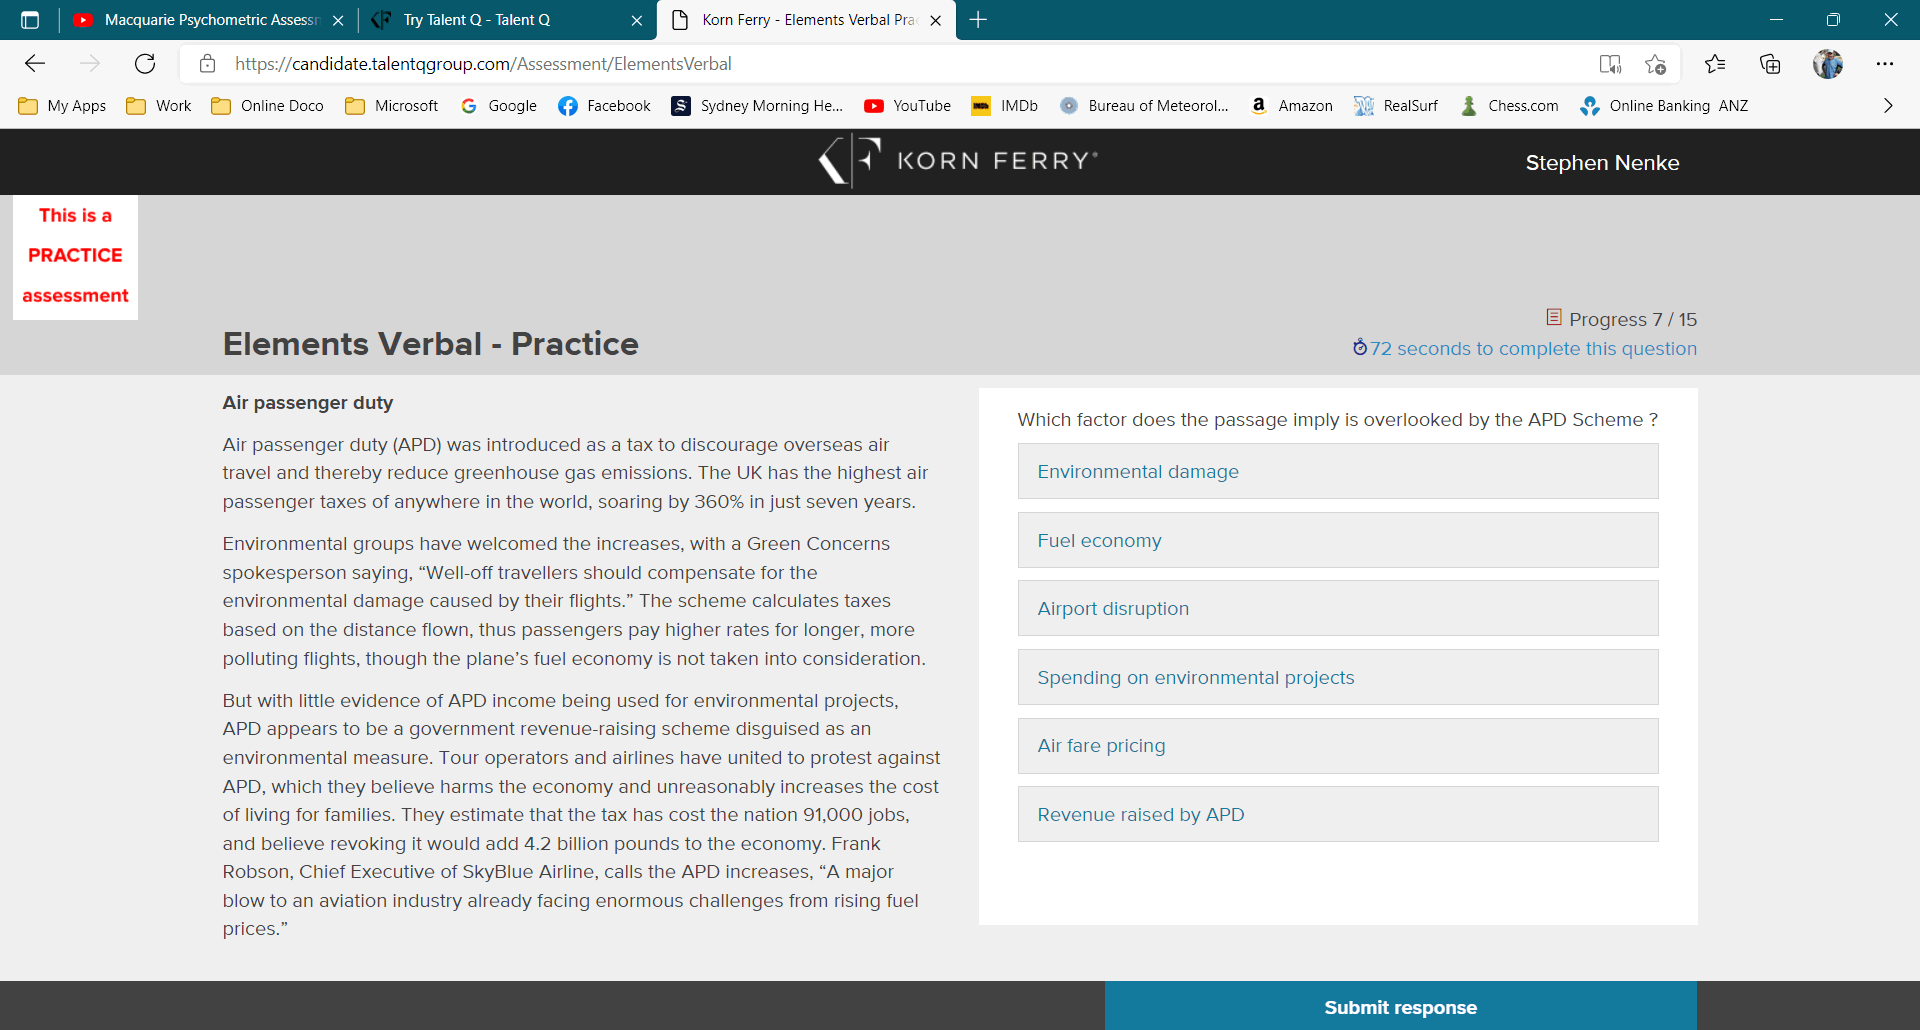 Macquarie Psychometric Assessm
Try Talent Q - Talent Q
Korn Ferry - Elements Verbal Prac
https://candidate.talentqgroup.com/Assessment/ElementsVerbal
My Apps Work Online Doco Microsoft Google Facebook Sydney Morning He... YouTube IMDb Bureau of Meteorol... Amazon RealSurf Chess.com Online Banking ANZ
KORN FERRY
Stephen Nenke
This is a
PRACTICE
assessment
Elements Verbal - Practice
Progress 7 / 15
72 seconds to complete this question
Air passenger duty
Air passenger duty (APD) was introduced as a tax to discourage overseas air
travel and thereby reduce greenhouse gas emissions. The UK has the highest air
passenger taxes of anywhere in the world, soaring by 360% in just seven years.
Environmental groups have welcomed the increases, with a Green Concerns
spokesperson saying, “Well-off travellers should compensate for the
environmental damage caused by their flights.” The scheme calculates taxes
based on the distance flown, thus passengers pay higher rates for longer, more
polluting flights, though the plane’s fuel economy is not taken into consideration.
But with little evidence of APD income being used for environmental projects,
APD appears to be a government revenue-raising scheme disguised as an
environmental measure. Tour operators and airlines have united to protest against
APD, which they believe harms the economy and unreasonably increases the cost
of living for families. They estimate that the tax has cost the nation 91,000 jobs,
and believe revoking it would add 4.2 billion pounds to the economy. Frank
Robson, Chief Executive of SkyBlue Airline, calls the APD increases, “A major
blow to an aviation industry already facing enormous challenges from rising fuel
prices.”
Which factor does the passage imply is overlooked by the APD Scheme ?
Environmental damage
Fuel economy
Airport disruption
Spending on environmental projects
Air fare pricing
Revenue raised by APD
Submit response